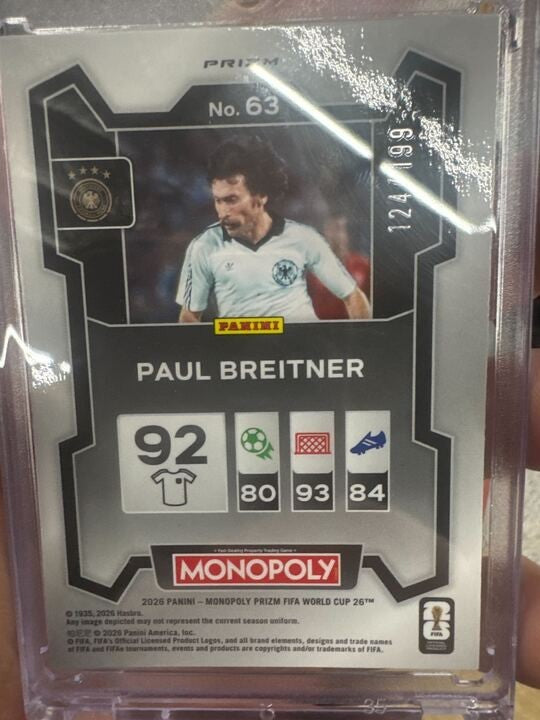 PRIZM
No. 63
124/199
PANINI
PAUL BREITNER
92
80 93 84
• Fast-Dealing Property Trading Game •
MONOPOLY
2026 PANINI – MONOPOLY PRIZM FIFA WORLD CUP 26™
© 1935, 2026 Hasbro.
Any image depicted may not represent the current season uniform.
© 2026 Panini America, Inc.
© FIFA, FIFA's Official Licensed Product Logos, and all brand elements, designs and trade names
of FIFA and FIFAe tournaments, events and products are copyrights and/or trademarks of FIFA.
26
FIFA
35